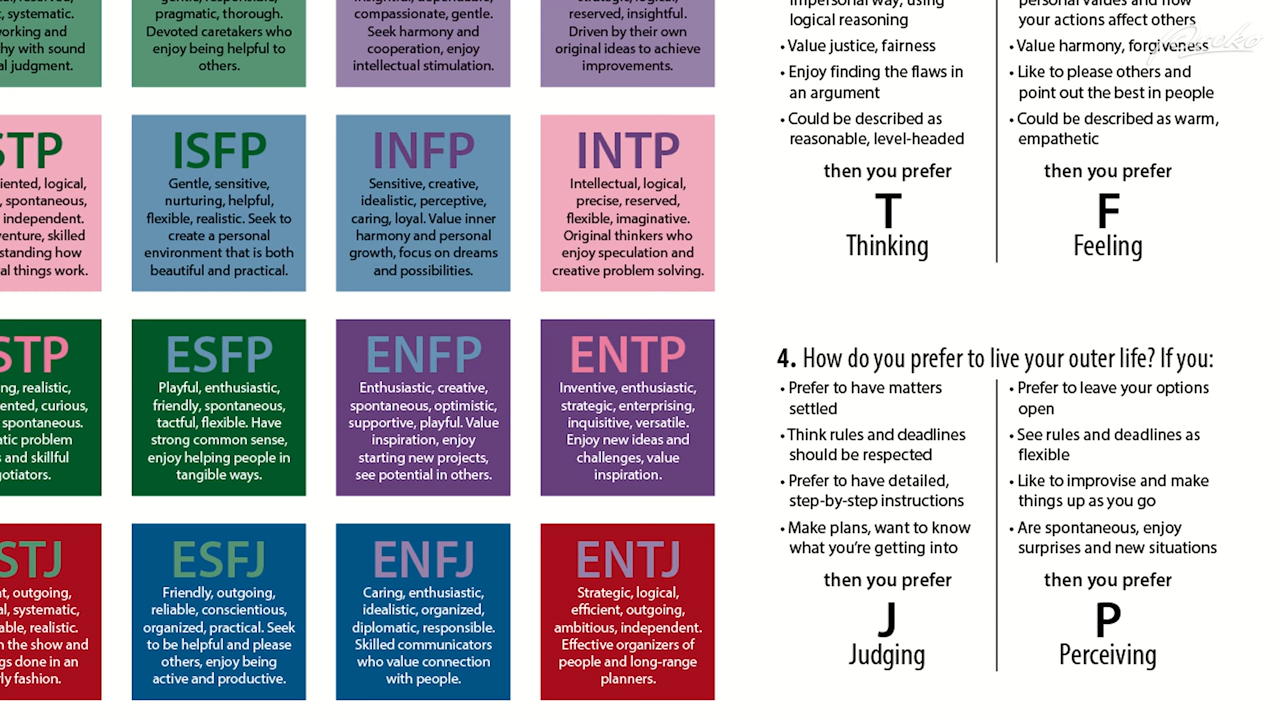 gentle, responsible,
pragmatic, thorough.
Devoted caretakers who
enjoy being helpful to
others.
compassionate, gentle.
Seek harmony and
cooperation, enjoy
intellectual stimulation.
reserved, insightful.
Driven by their own
original ideas to achieve
improvements.
, systematic.
orking and
hy with sound
al judgment.
STP
iented, logical,
, spontaneous,
independent.
venture, skilled
standing how
al things work.
ISFP
Gentle, sensitive,
nurturing, helpful,
flexible, realistic. Seek to
create a personal
environment that is both
beautiful and practical.
INFP
Sensitive, creative,
idealistic, perceptive,
caring, loyal. Value inner
harmony and personal
growth, focus on dreams
and possibilities.
INTP
Intellectual, logical,
precise, reserved,
flexible, imaginative.
Original thinkers who
enjoy speculation and
creative problem solving.
STP
ng, realistic,
ented, curious,
spontaneous.
atic problem
s and skillful
gotiators.
ESFP
Playful, enthusiastic,
friendly, spontaneous,
tactful, flexible. Have
strong common sense,
enjoy helping people in
tangible ways.
ENFP
Enthusiastic, creative,
spontaneous, optimistic,
supportive, playful. Value
inspiration, enjoy
starting new projects,
see potential in others.
ENTP
Inventive, enthusiastic,
strategic, enterprising,
inquisitive, versatile.
Enjoy new ideas and
challenges, value
inspiration.
STJ
t, outgoing,
al, systematic,
able, realistic.
n the show and
gs done in an
rly fashion.
ESFJ
Friendly, outgoing,
reliable, conscientious,
organized, practical. Seek
to be helpful and please
others, enjoy being
active and productive.
ENFJ
Caring, enthusiastic,
idealistic, organized,
diplomatic, responsible.
Skilled communicators
who value connection
with people.
ENTJ
Strategic, logical,
efficient, outgoing,
ambitious, independent.
Effective organizers of
people and long-range
planners.
impersonal way, using
logical reasoning
• Value justice, fairness
• Enjoy finding the flaws in
an argument
• Could be described as
reasonable, level-headed
then you prefer
T
Thinking
personal values and how
your actions affect others
• Value harmony, forgiveness
• Like to please others and
point out the best in people
• Could be described as warm,
empathetic
then you prefer
F
Feeling
4. How do you prefer to live your outer life? If you:
• Prefer to have matters
settled
• Think rules and deadlines
should be respected
• Prefer to have detailed,
step-by-step instructions
• Make plans, want to know
what you're getting into
then you prefer
J
Judging
• Prefer to leave your options
open
• See rules and deadlines as
flexible
• Like to improvise and make
things up as you go
• Are spontaneous, enjoy
surprises and new situations
then you prefer
P
Perceiving